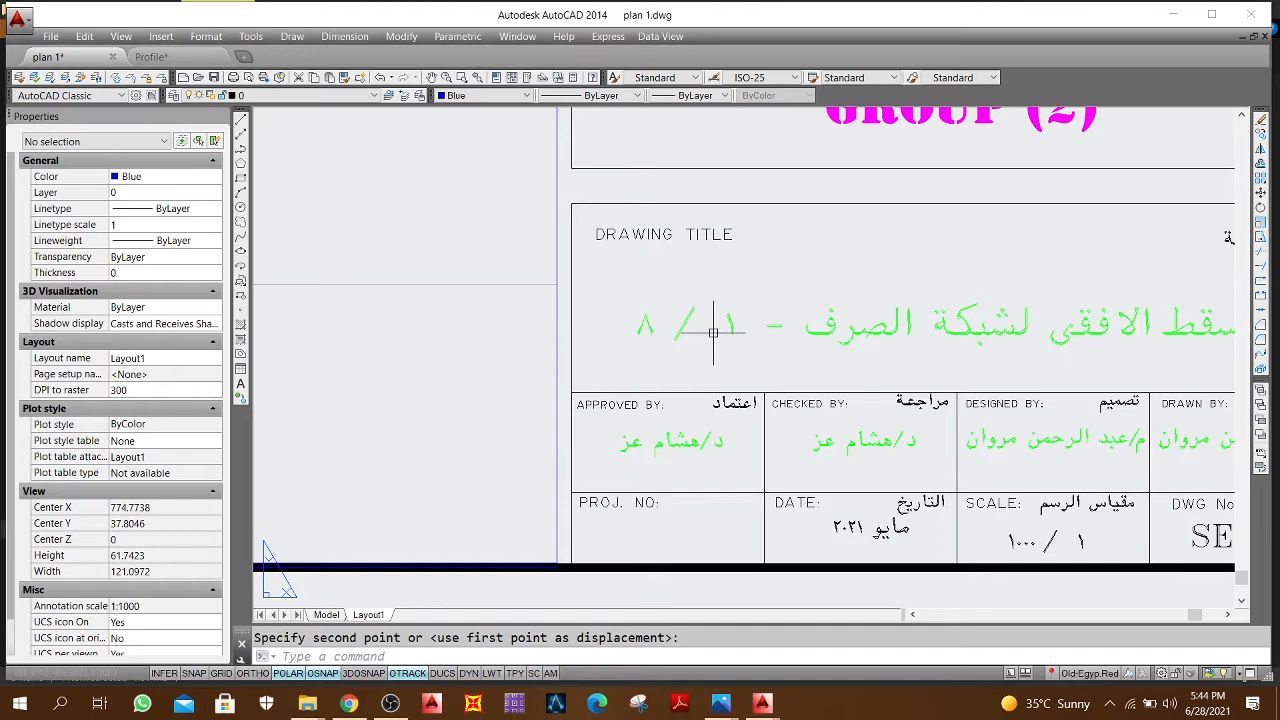 Autodesk AutoCAD 2014 plan 1.dwg
File Edit View Insert Format Tools Draw Dimension Modify Parametric Window Help Express Data View
plan 1* Profile*
Standard ISO-25 Standard Standard
AutoCAD Classic 0 Blue ByLayer ByLayer ByColor
Properties
No selection
General
Color Blue
Layer 0
Linetype ByLayer
Linetype scale 1
Lineweight ByLayer
Transparency ByLayer
Thickness 0
3D Visualization
Material ByLayer
Shadow display Casts and Receives Sha...
Layout
Layout name Layout1
Page setup na... <None>
DPI to raster 300
Plot style
Plot style ByColor
Plot style table None
Plot table attac... Layout1
Plot table type Not available
View
Center X 774.7738
Center Y 37.8046
Center Z 0
Height 61.7423
Width 121.0972
Misc
Annotation scale 1:1000
UCS icon On Yes
UCS icon at ori... No
UCS per viewp... Yes
GROUP (2)
DRAWING TITLE
سقط الافقى لشبكة الصرف - ١ / ٨
APPROVED BY: اعتماد CHECKED BY: مراجعة DESIGNED BY: تصميم DRAWN BY:
د/هشام عز د/هشام عز م/عبد الرحمن مروان ن مروان
PROJ. NO: DATE: التاريخ SCALE: مقياس الرسم DWG No
مايو ٢٠٢١ ١ / ١٠٠٠ SE
Model Layout1
Specify second point or <use first point as displacement>:
Type a command
INFER SNAP GRID ORTHO POLAR OSNAP 3DOSNAP OTRACK DUCS DYN LWT TPY SC AM Old-Egyp.Red
35°C Sunny 5:44 PM
6/28/2021